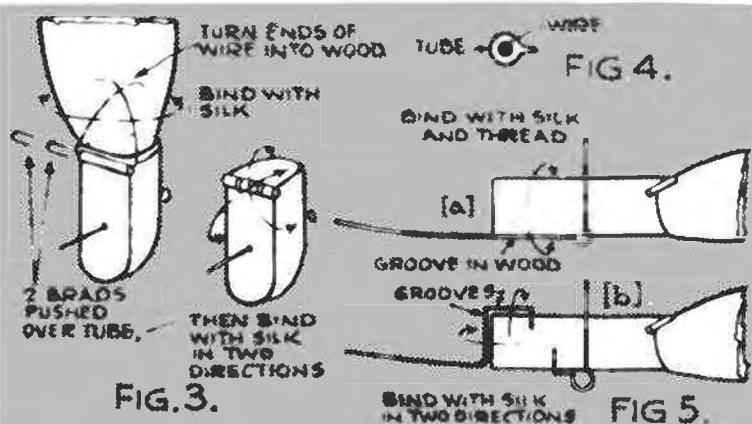 TURN ENDS OF
WIRE INTO WOOD
BIND WITH
SILK
2 BRADS
PUSHED
OVER TUBE,
THEN BIND
WITH SILK
IN TWO
DIRECTIONS
FIG.3.
WIRE
TUBE
FIG 4.
BIND WITH SILK
AND THREAD
[a]
GROOVE IN WOOD
GROOVES
[b]
BIND WITH SILK
IN TWO DIRECTIONS
FIG 5.